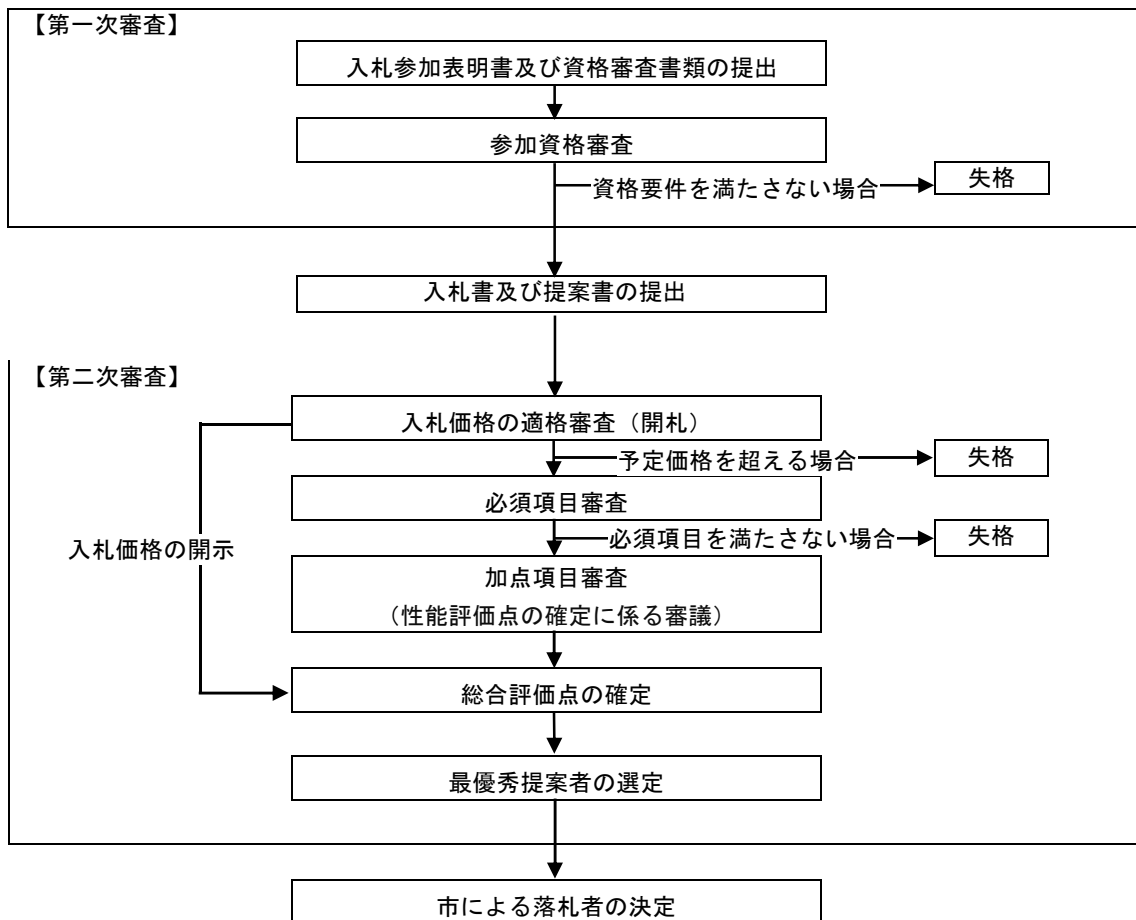 【第一次審査】
入札参加表明書及び資格審査書類の提出
参加資格審査
資格要件を満たさない場合
失格
入札書及び提案書の提出
【第二次審査】
入札価格の適格審査（開札）
予定価格を超える場合
失格
必須項目審査
必須項目を満たさない場合
失格
入札価格の開示
加点項目審査
（性能評価点の確定に係る審議）
総合評価点の確定
最優秀提案者の選定
市による落札者の決定